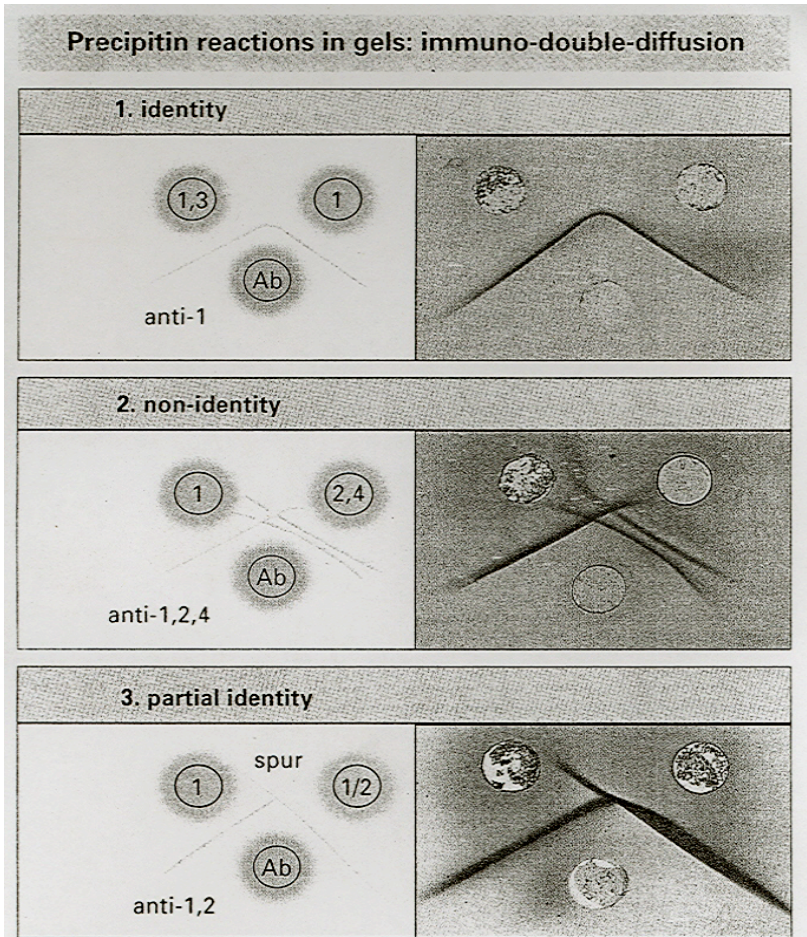 Precipitin reactions in gels: immuno-double-diffusion
1. identity
1,3 1
Ab
anti-1
2. non-identity
1 2,4
Ab
anti-1,2,4
3. partial identity
spur
1 1/2
Ab
anti-1,2